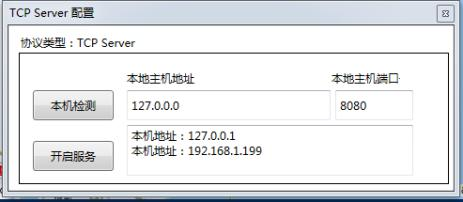 TCP Server 配置
协议类型：TCP Server
本地主机地址 本地主机端口
本机检测 127.0.0.0 8080
本机地址：127.0.0.1
本机地址：192.168.1.199
开启服务